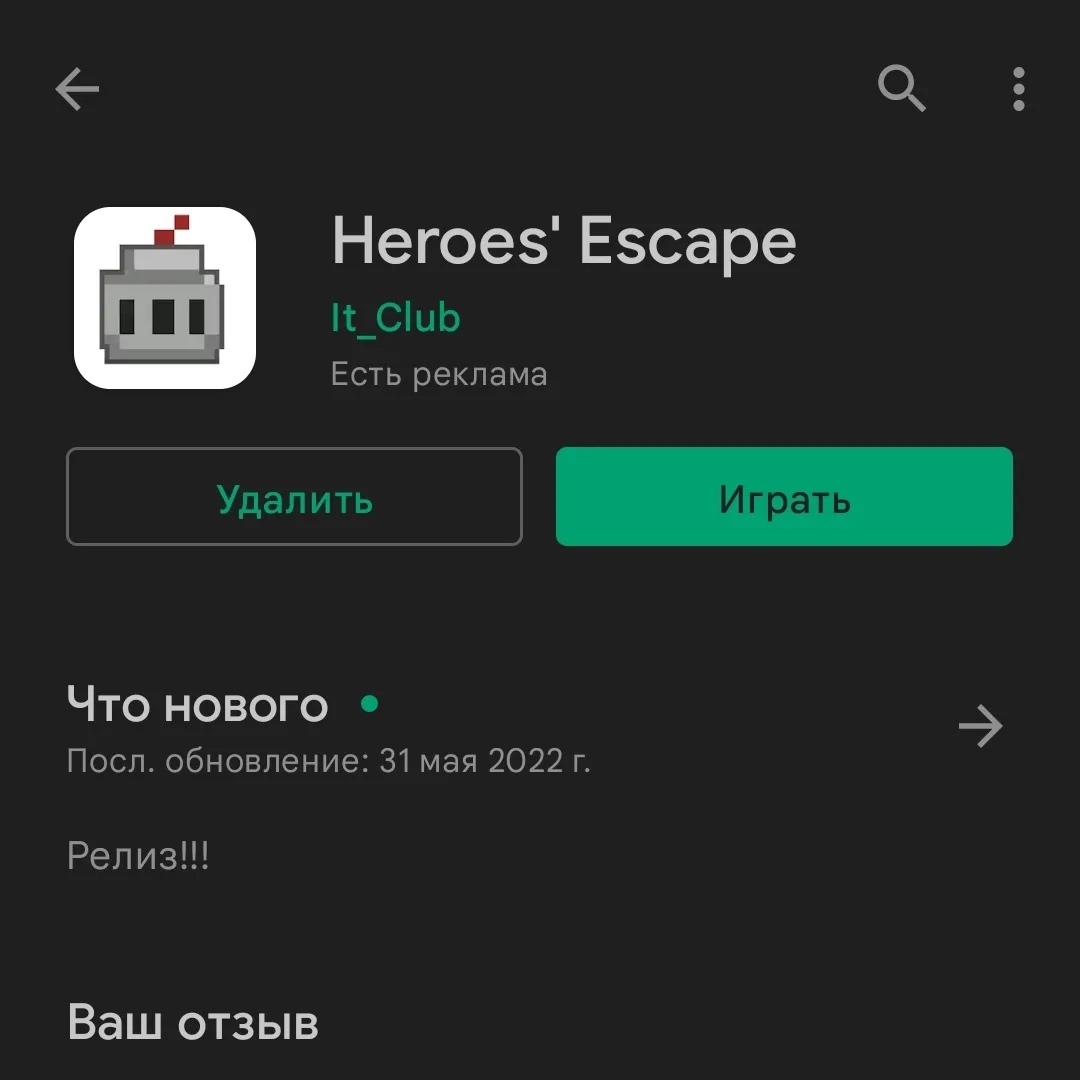 Heroes' Escape
It_Club
Есть реклама
Удалить
Играть
Что нового
Посл. обновление: 31 мая 2022 г.
Релиз!!!
Ваш отзыв